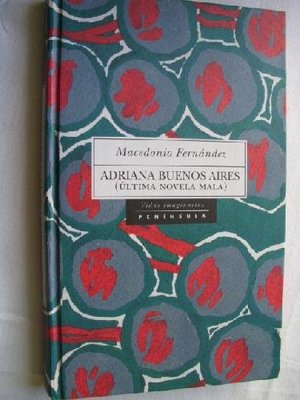 Macedonio Fernández
ADRIANA BUENOS AIRES
(ÚLTIMA NOVELA MALA)
Vidas imaginarias
PENÍNSULA